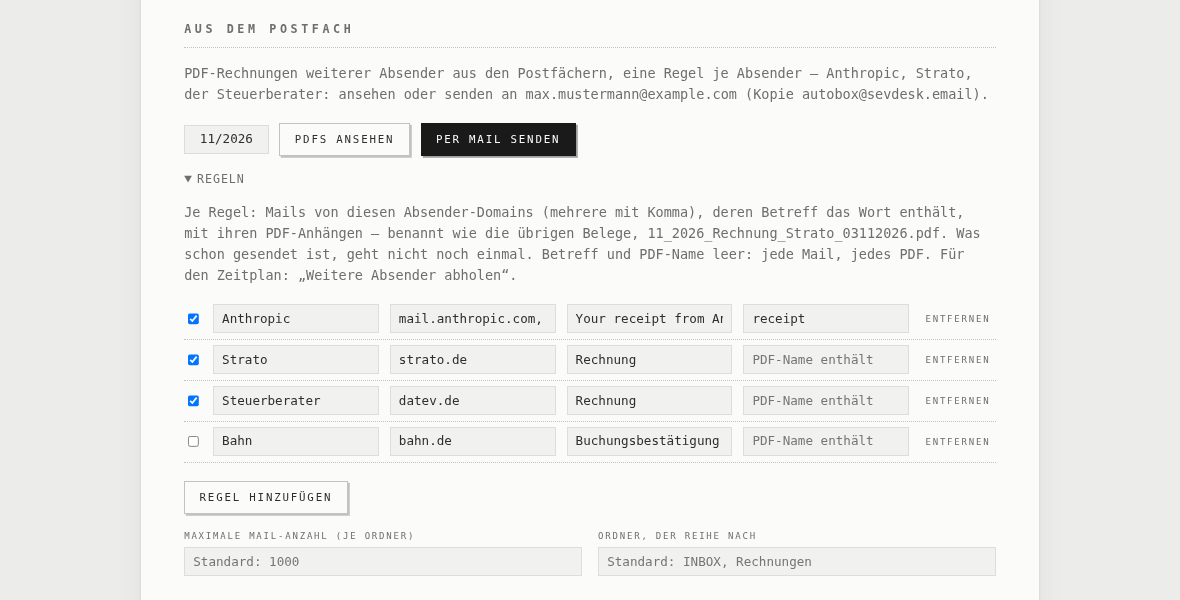 AUS DEM POSTFACH
PDF-Rechnungen weiterer Absender aus den Postfächern, eine Regel je Absender – Anthropic, Strato,
der Steuerberater: ansehen oder senden an max.mustermann@example.com (Kopie autobox@sevdesk.email).
11/2026 PDFS ANSEHEN PER MAIL SENDEN
▼ REGELN
Je Regel: Mails von diesen Absender-Domains (mehrere mit Komma), deren Betreff das Wort enthält,
mit ihren PDF-Anhängen – benannt wie die übrigen Belege, 11_2026_Rechnung_Strato_03112026.pdf. Was
schon gesendet ist, geht nicht noch einmal. Betreff und PDF-Name leer: jede Mail, jedes PDF. Für
den Zeitplan: „Weitere Absender abholen“.
Anthropic mail.anthropic.com, Your receipt from An receipt ENTFERNEN
Strato strato.de Rechnung PDF-Name enthält ENTFERNEN
Steuerberater datev.de Rechnung PDF-Name enthält ENTFERNEN
Bahn bahn.de Buchungsbestätigung PDF-Name enthält ENTFERNEN
REGEL HINZUFÜGEN
MAXIMALE MAIL-ANZAHL (JE ORDNER) ORDNER, DER REIHE NACH
Standard: 1000 Standard: INBOX, Rechnungen